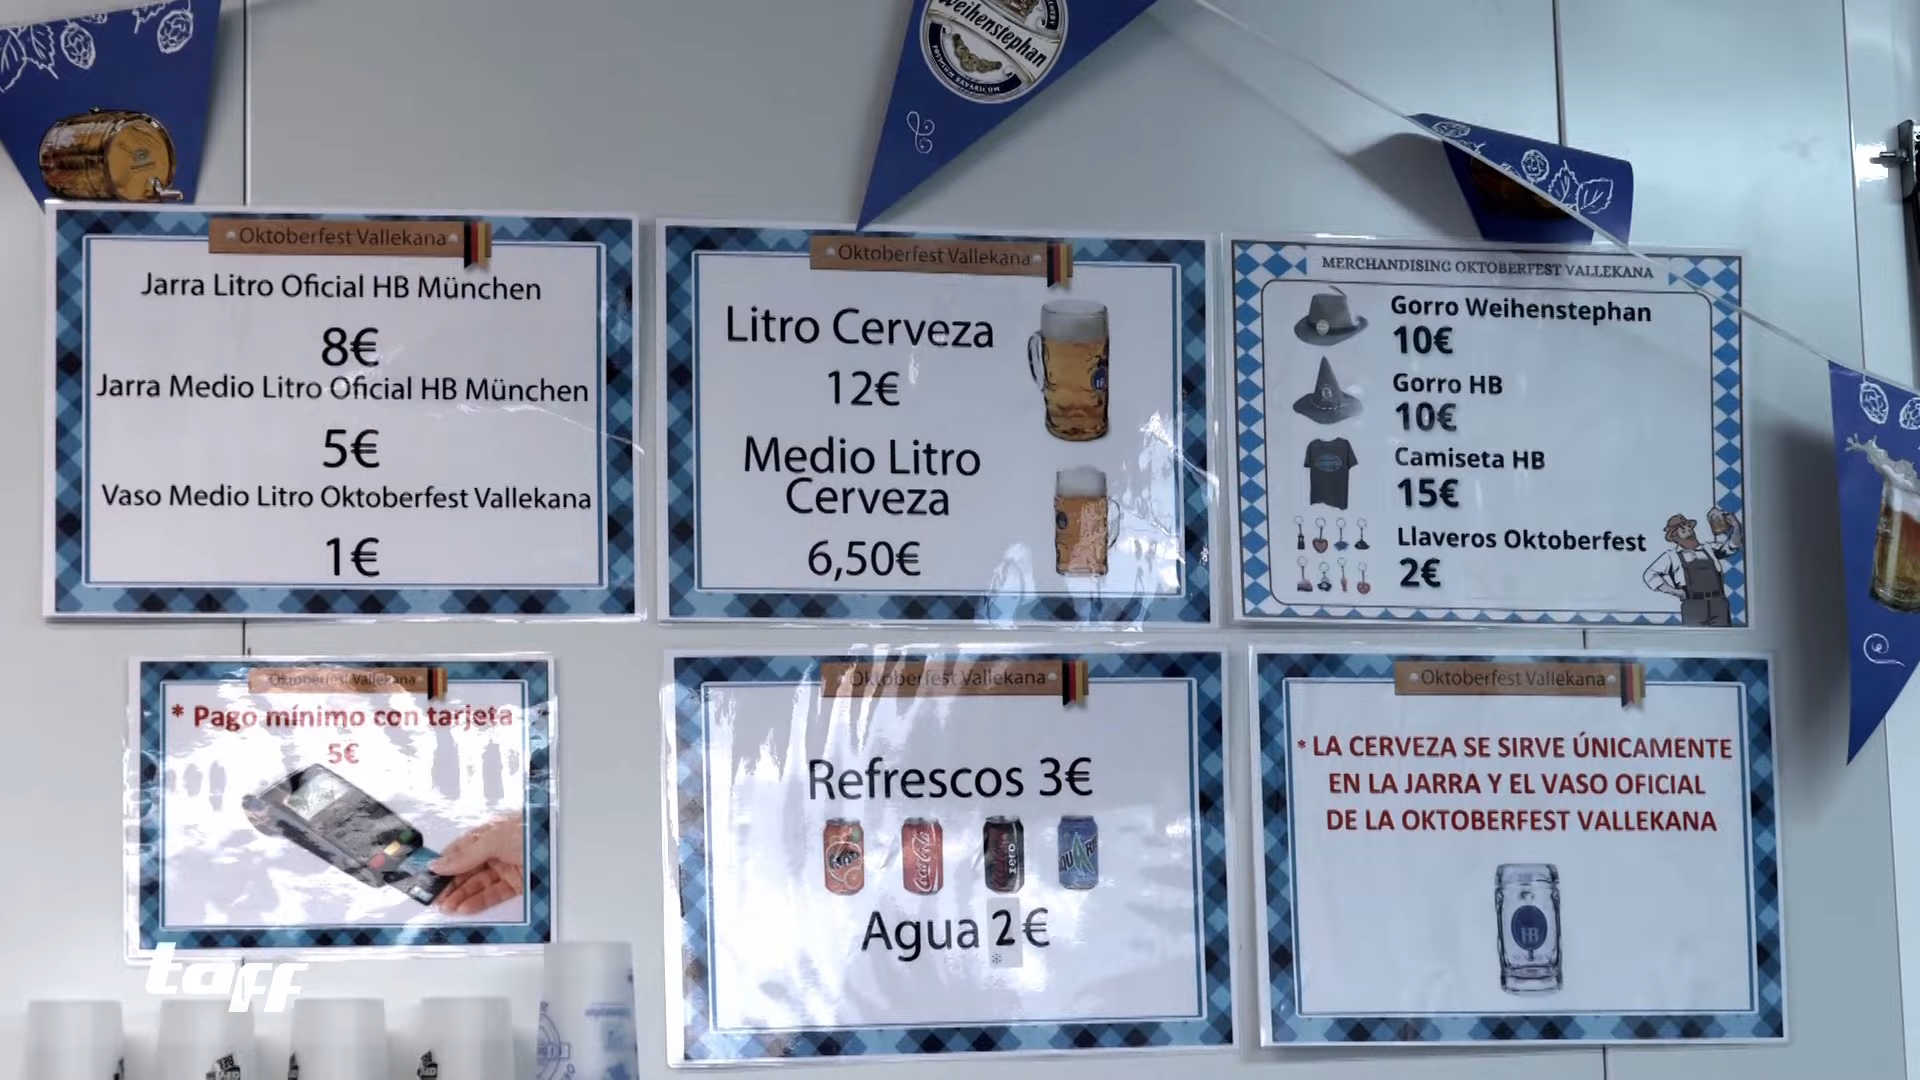 Weihenstephan
Oktoberfest Vallekana
Jarra Litro Oficial HB München
8€
Jarra Medio Litro Oficial HB München
5€
Vaso Medio Litro Oktoberfest Vallekana
1€
Oktoberfest Vallekana
Litro Cerveza
12€
Medio Litro
Cerveza
6,50€
MERCHANDISING OKTOBERFEST VALLEKANA
Gorro Weihenstephan
10€
Gorro HB
10€
Camiseta HB
15€
Llaveros Oktoberfest
2€
Oktoberfest Vallekana
* Pago mínimo con tarjeta
5€
Oktoberfest Vallekana
Refrescos 3€
Coca-Cola
zero
Agua 2€
Oktoberfest Vallekana
* LA CERVEZA SE SIRVE ÚNICAMENTE
EN LA JARRA Y EL VASO OFICIAL
DE LA OKTOBERFEST VALLEKANA
HB
taff